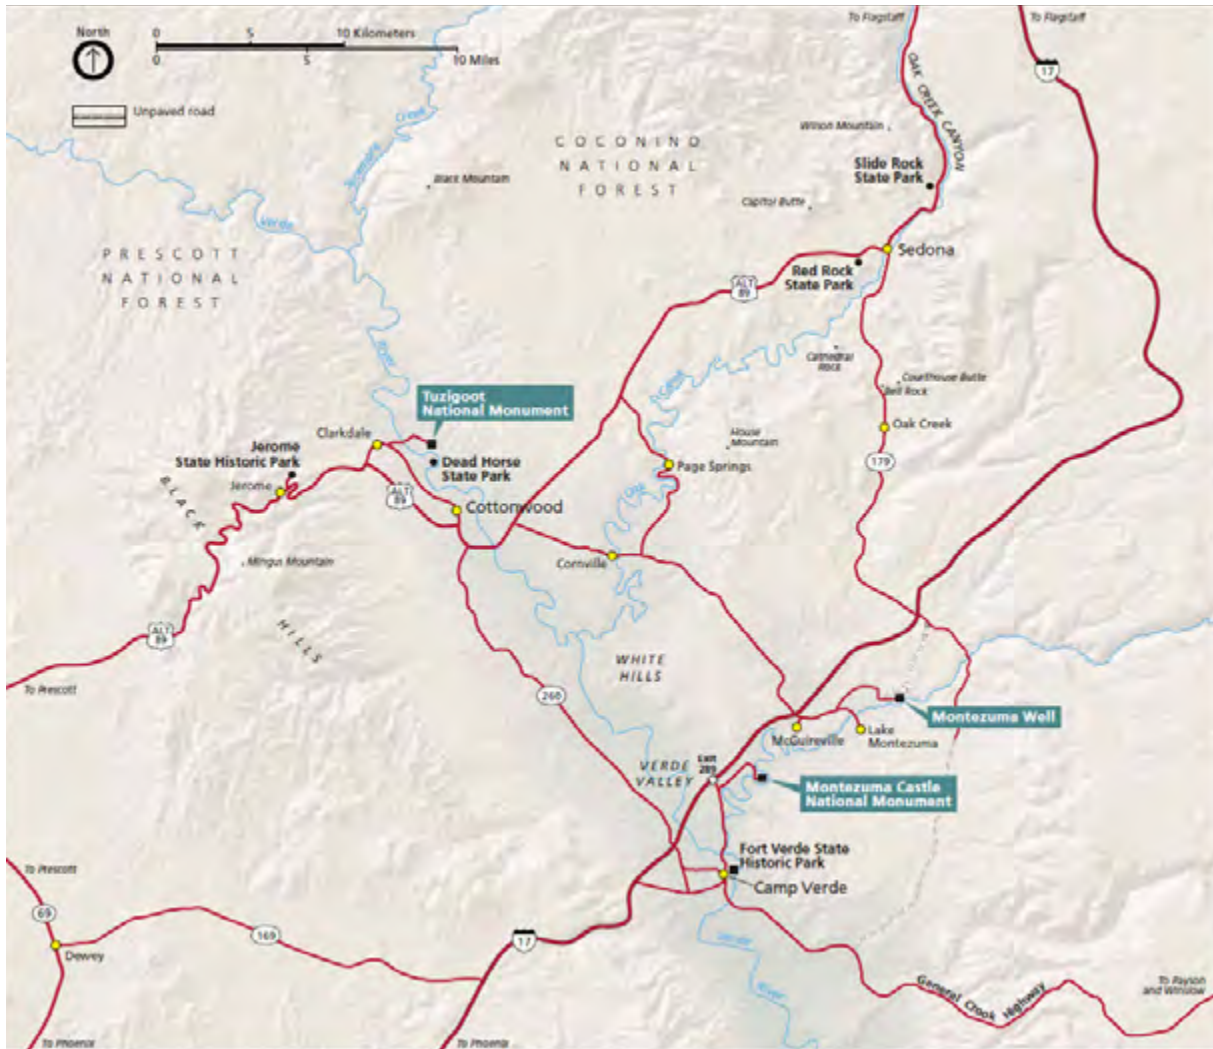 North
0 5 10 Kilometers
0 5 10 Miles
Unpaved road
To Flagstaff
To Flagstaff
17
OAK CREEK CANYON
Wilson Mountain
Slide Rock
State Park
COCONINO
NATIONAL
FOREST
Sycamore
Creek
Black Mountain
Capitol Butte
Verde
River
PRESCOTT
NATIONAL
FOREST
Sedona
Red Rock
State Park
ALT
89
Cathedral
Rock
Courthouse Butte
Bell Rock
Oak Creek
Creek
Oak
Tuzigoot
National Monument
Clarkdale
House
Mountain
Page Springs
179
Jerome
State Historic Park
Jerome
Dead Horse
State Park
ALT
89
Cottonwood
BLACK
HILLS
Mingus Mountain
Cornville
ALT
89
To Prescott
WHITE
HILLS
260
Montezuma Well
McGuireville
Lake
Montezuma
VERDE
VALLEY
Exit
289
Montezuma Castle
National Monument
Fort Verde State
Historic Park
Camp Verde
To Prescott
69
169
Dewey
17
Verde
River
General Crook Highway
To Payson
and Winslow
To Phoenix
To Phoenix